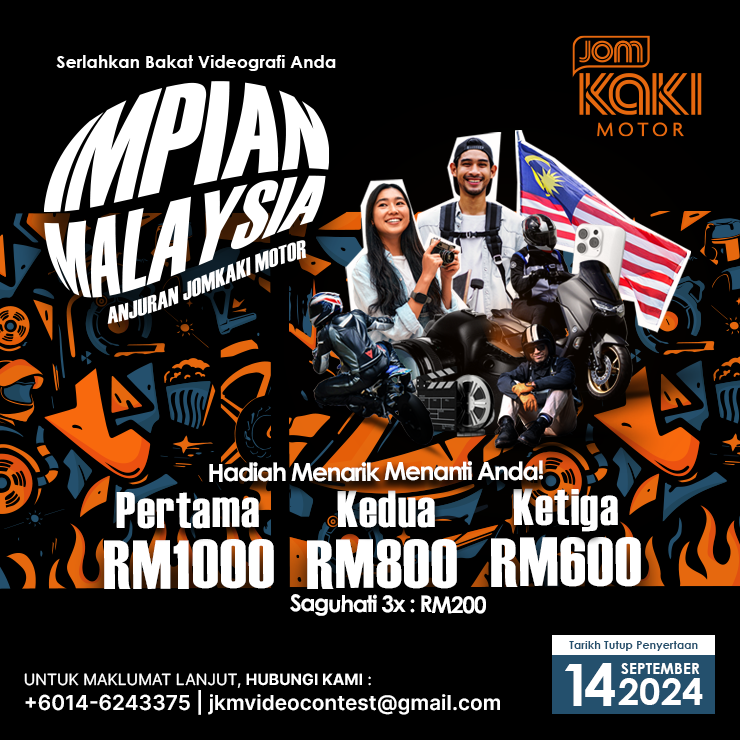 Serlahkan Bakat Videografi Anda
JOM
KAKI
MOTOR
IMPIAN
MALAYSIA
ANJURAN JOMKAKI MOTOR
Hadiah Menarik Menanti Anda!
Pertama
RM1000
Kedua
RM800
Ketiga
RM600
Saguhati 3x : RM200
Tarikh Tutup Penyertaan
14 SEPTEMBER
2024
UNTUK MAKLUMAT LANJUT, HUBUNGI KAMI :
+6014-6243375 | jkmvideocontest@gmail.com